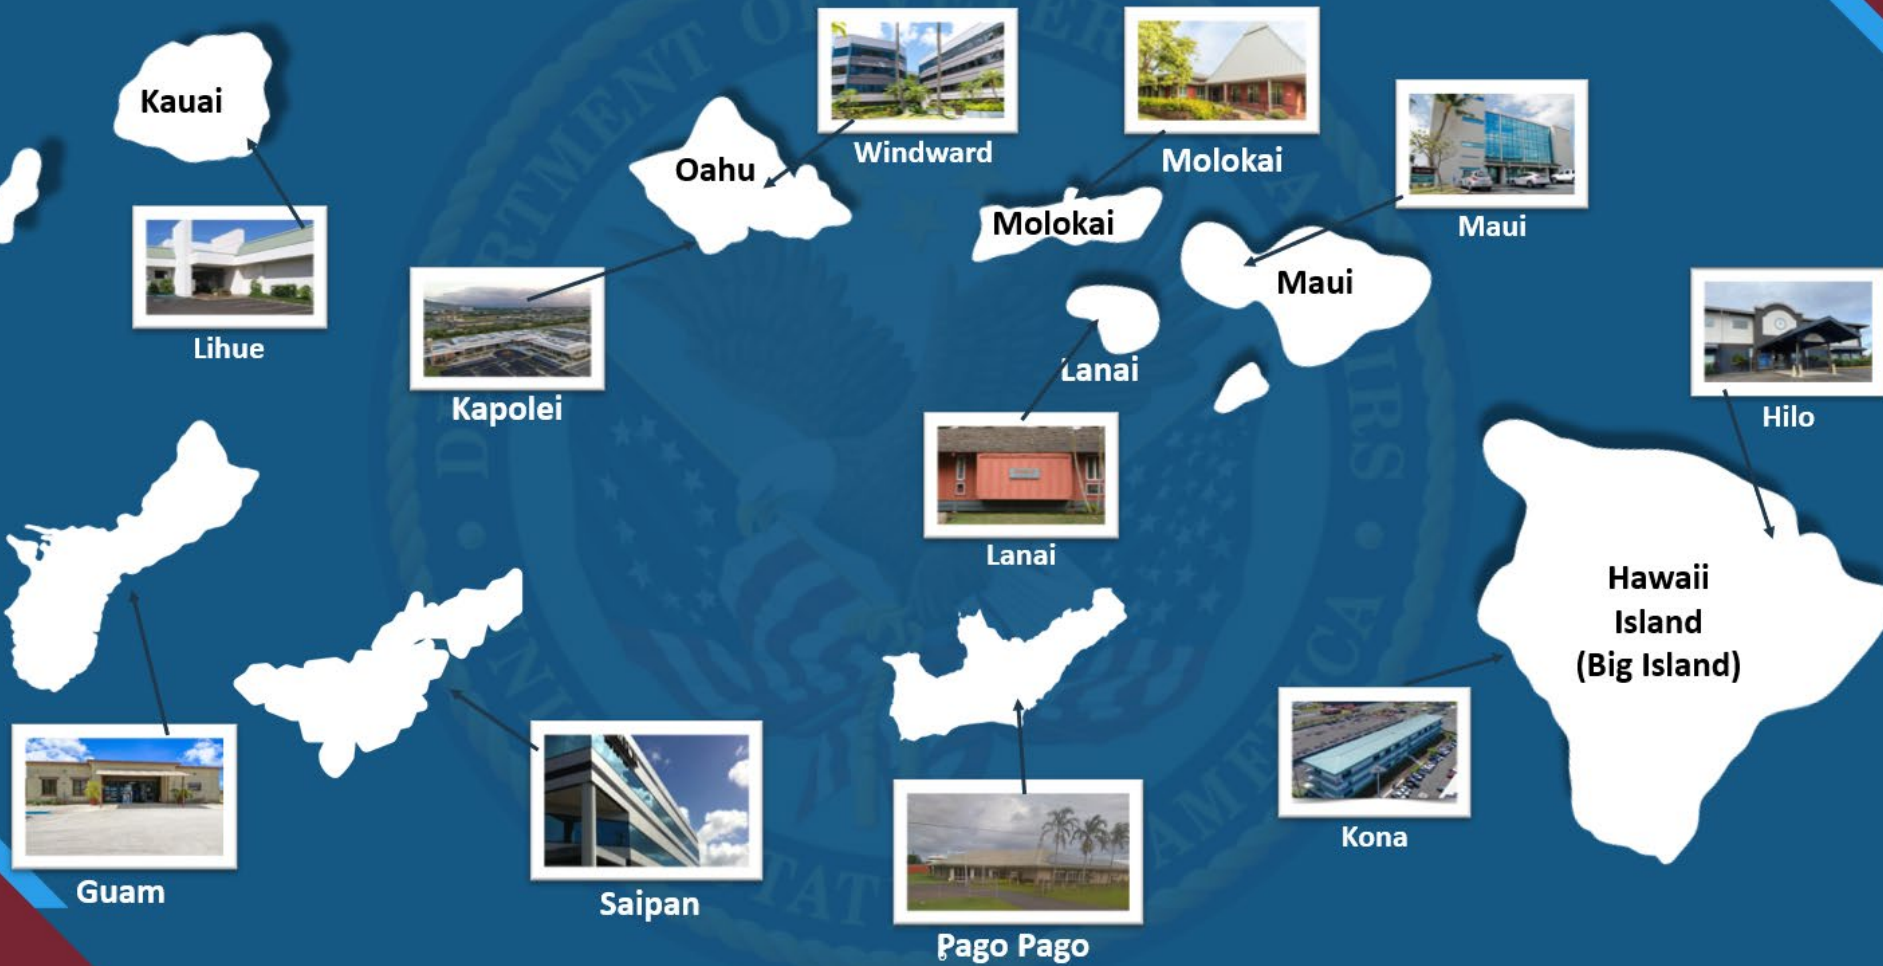 Kauai
Lihue
Oahu
Windward
Kapolei
Molokai
Molokai
Maui
Maui
Lanai
Lanai
Hilo
Hawaii
Island
(Big Island)
Kona
Guam
Saipan
Pago Pago